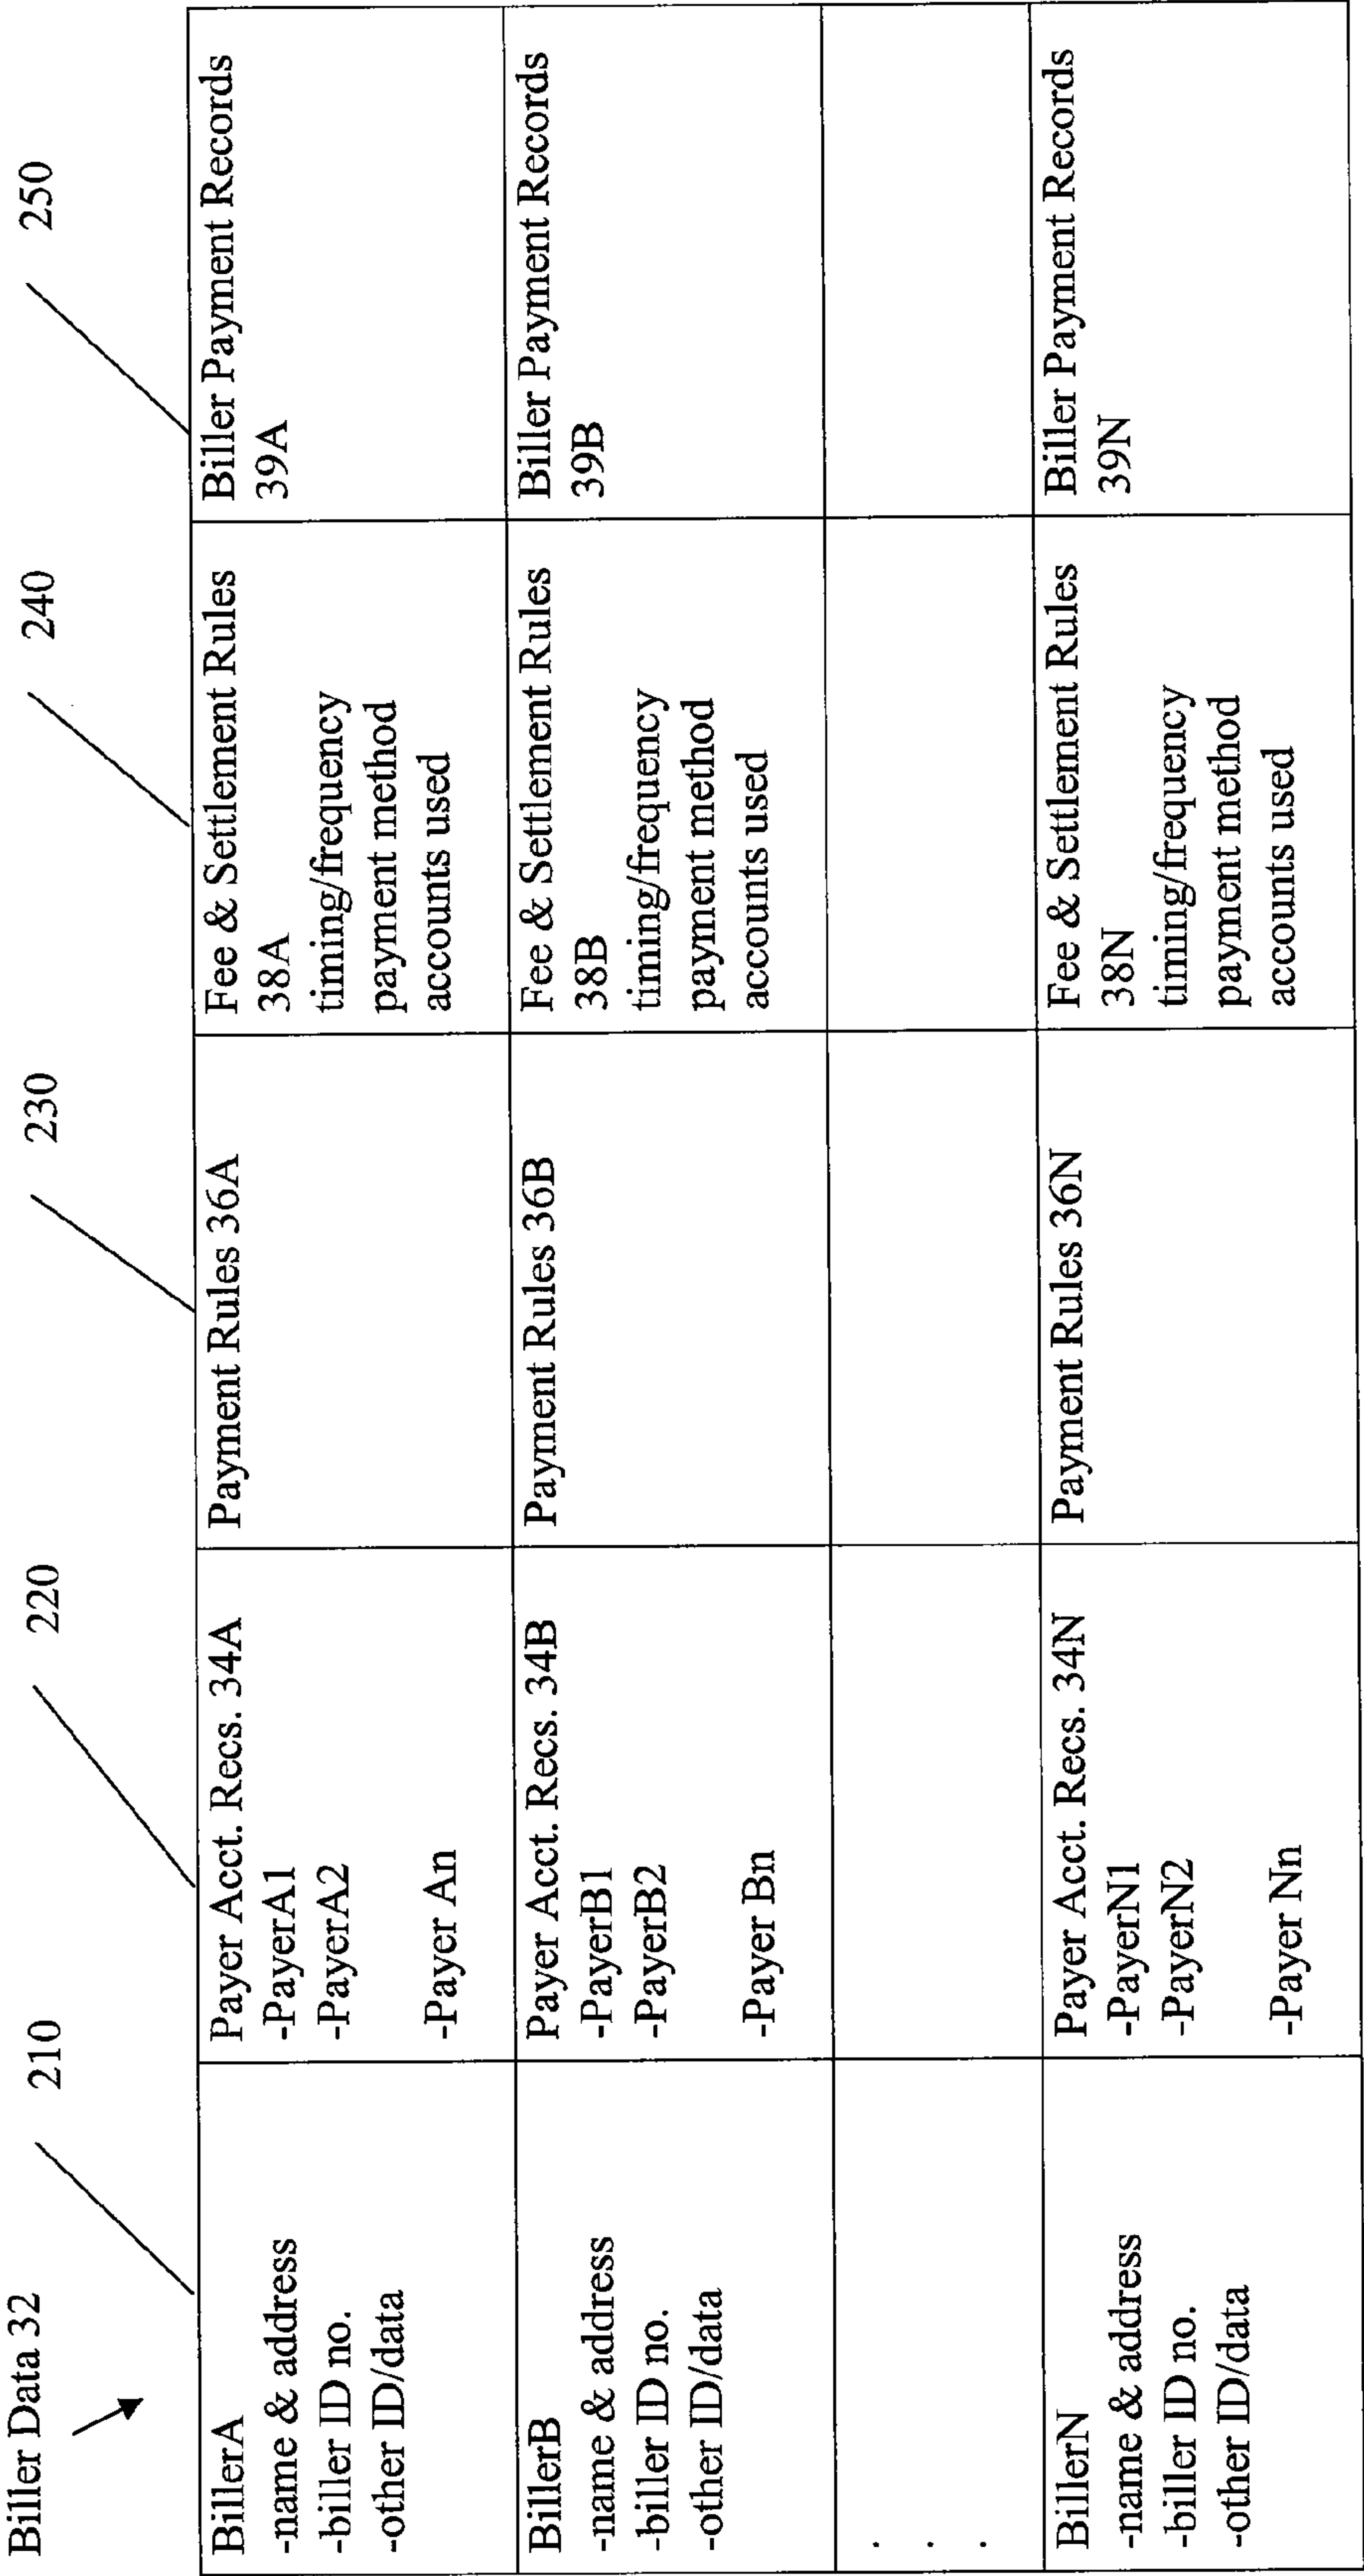 Biller Data 32
210
220
230
240
250
BillerA
-name & address
-biller ID no.
-other ID/data
Payer Acct. Recs. 34A
-PayerA1
-PayerA2
-Payer An
Payment Rules 36A
Fee & Settlement Rules
38A
timing/frequency
payment method
accounts used
Biller Payment Records
39A
BillerB
-name & address
-biller ID no.
-other ID/data
Payer Acct. Recs. 34B
-PayerB1
-PayerB2
-Payer Bn
Payment Rules 36B
Fee & Settlement Rules
38B
timing/frequency
payment method
accounts used
Biller Payment Records
39B
.
.
.
BillerN
-name & address
-biller ID no.
-other ID/data
Payer Acct. Recs. 34N
-PayerN1
-PayerN2
-Payer Nn
Payment Rules 36N
Fee & Settlement Rules
38N
timing/frequency
payment method
accounts used
Biller Payment Records
39N